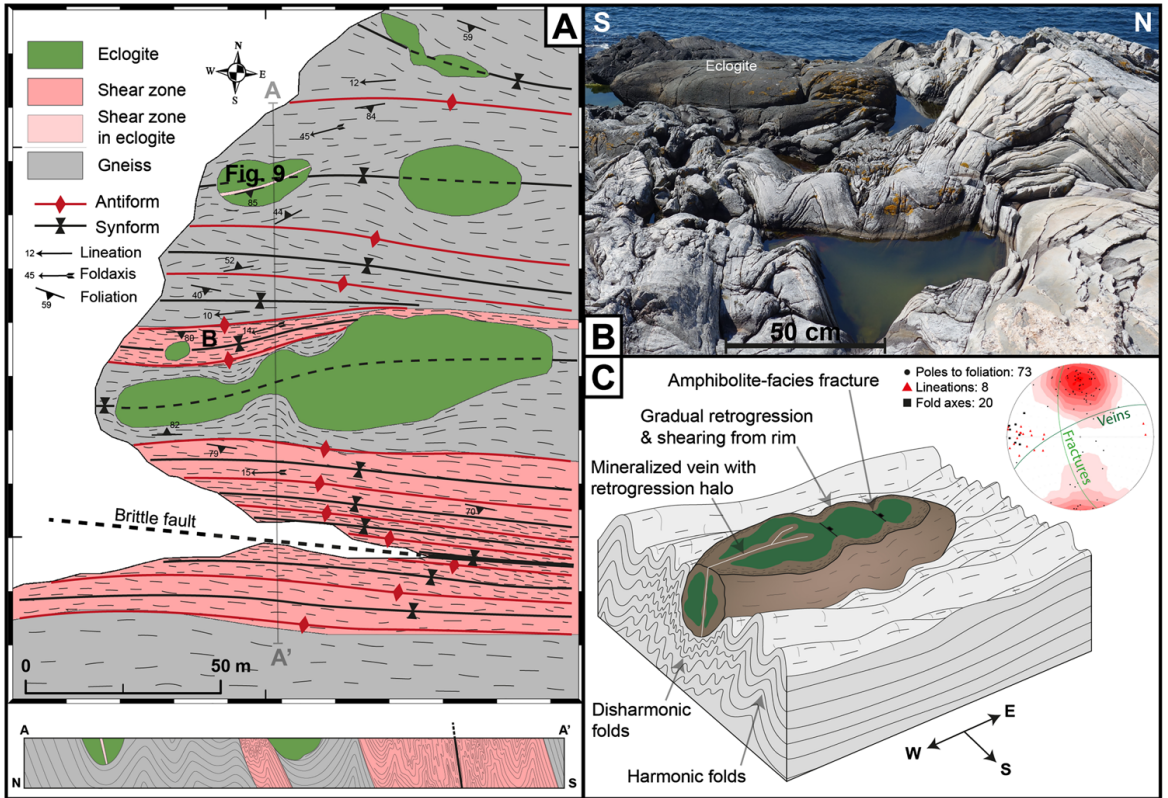 A
Eclogite
Shear zone
Shear zone
in eclogite
Gneiss
Antiform
Synform
12 Lineation
45 Foldaxis
59 Foliation
N
W E
S
A
59
12
84
45
Fig. 9
85
44
52
40
10
80
B
14
82
79
15
70
Brittle fault
A'
0 50 m
A A'
N S
S N
Eclogite
50 cm
B
C
Amphibolite-facies fracture
Gradual retrogression
& shearing from rim
Mineralized vein with
retrogression halo
Poles to foliation: 73
Lineations: 8
Fold axes: 20
Veins
Fractures
Disharmonic
folds
Harmonic folds
E
W
S